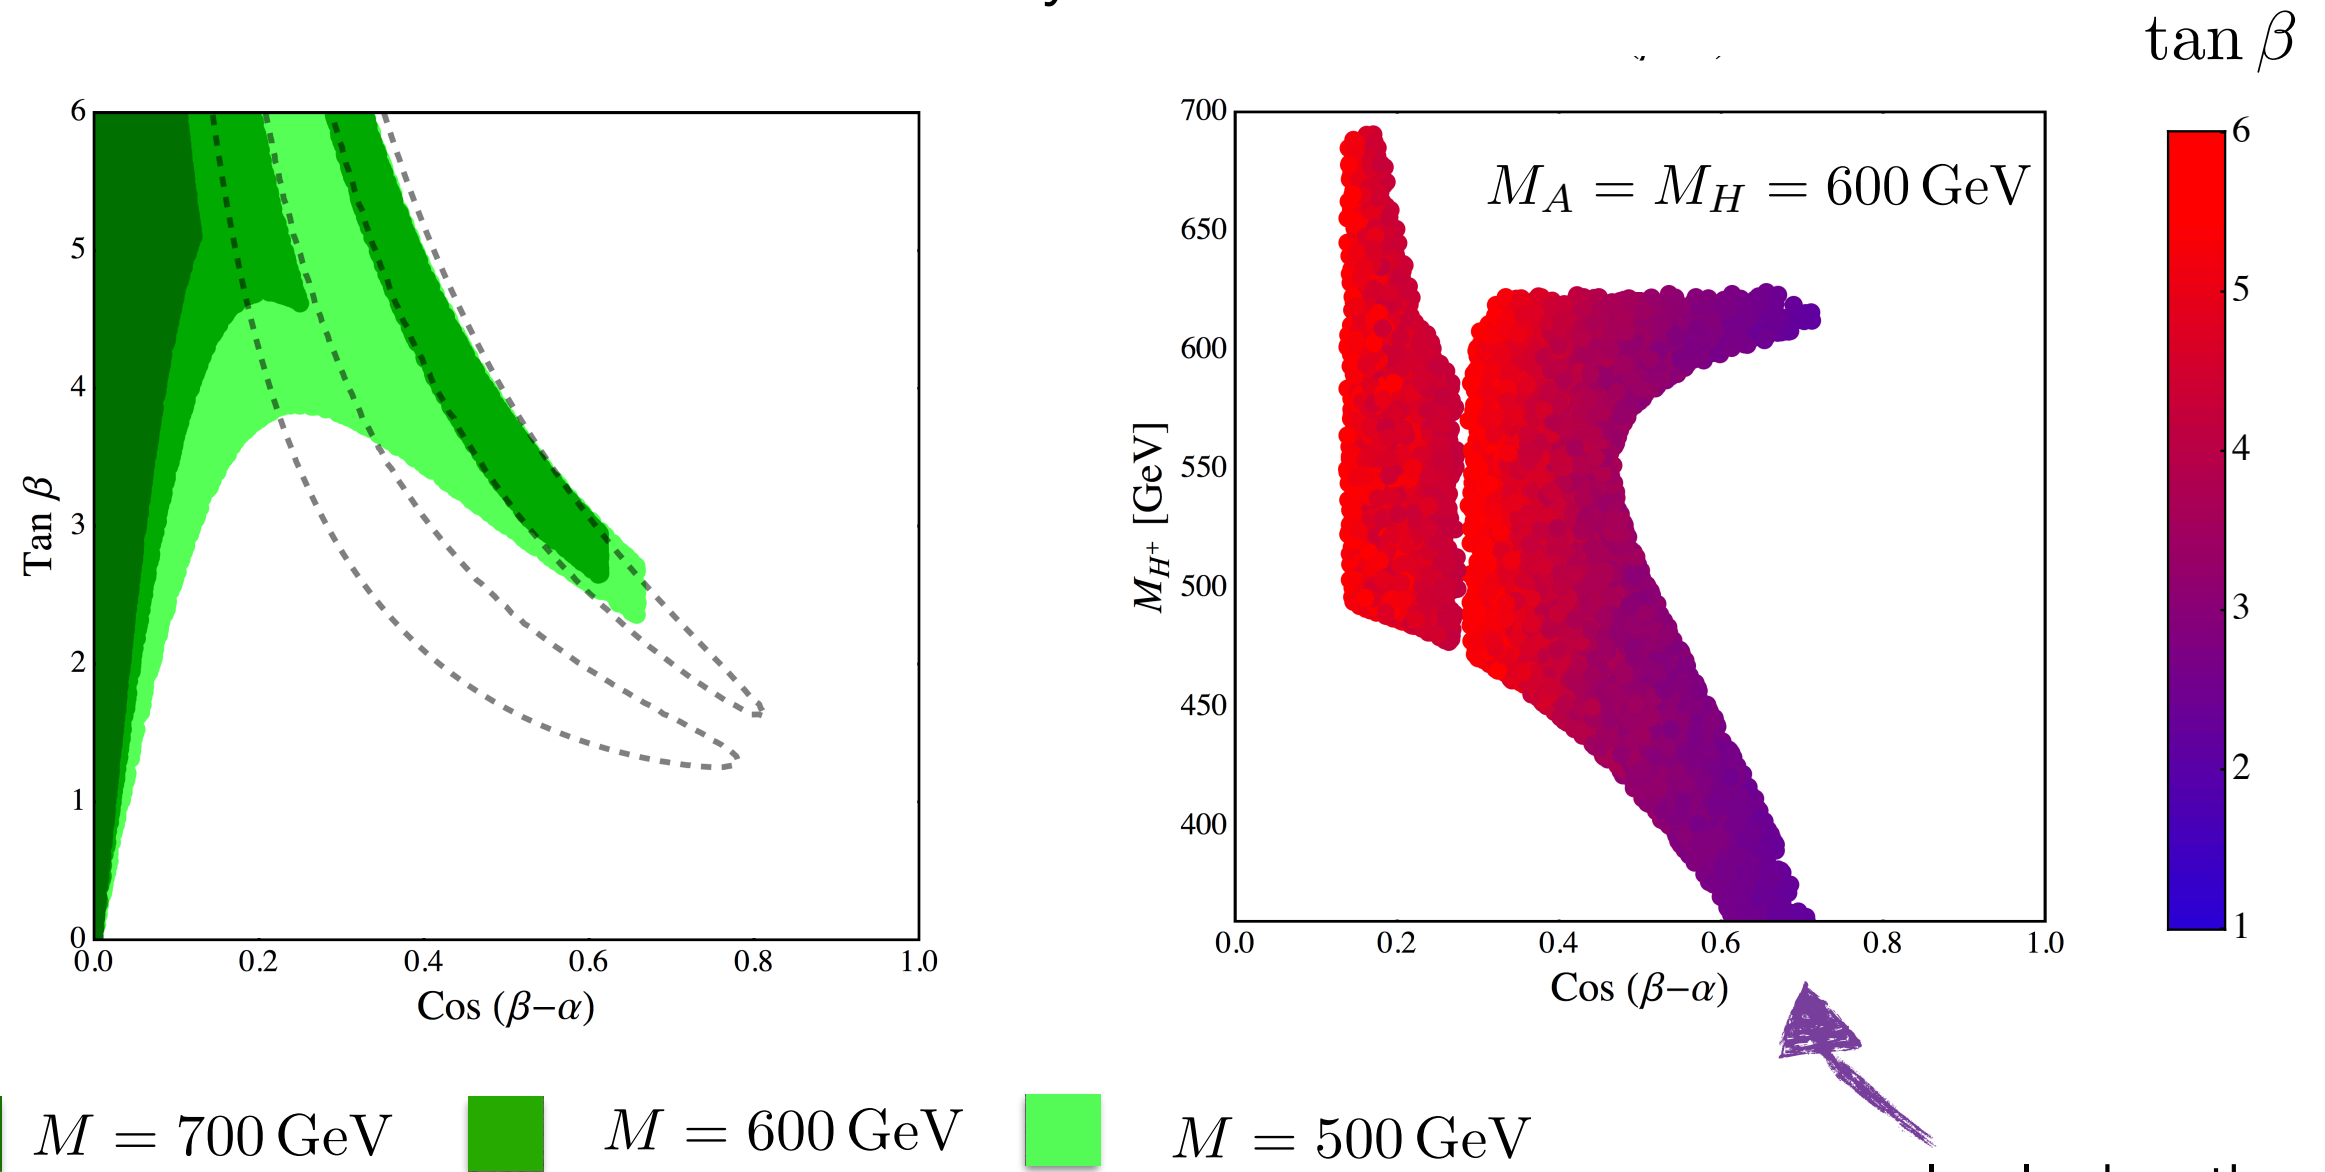 tan β
6
5
4
3
2
1
0
0.0 0.2 0.4 0.6 0.8 1.0
Tan β
Cos (β−α)
700
650
600
550
500
450
400
0.0 0.2 0.4 0.6 0.8 1.0
M_H+ [GeV]
Cos (β−α)
M_A = M_H = 600 GeV
6
5
4
3
2
1
M = 700 GeV
M = 600 GeV
M = 500 GeV